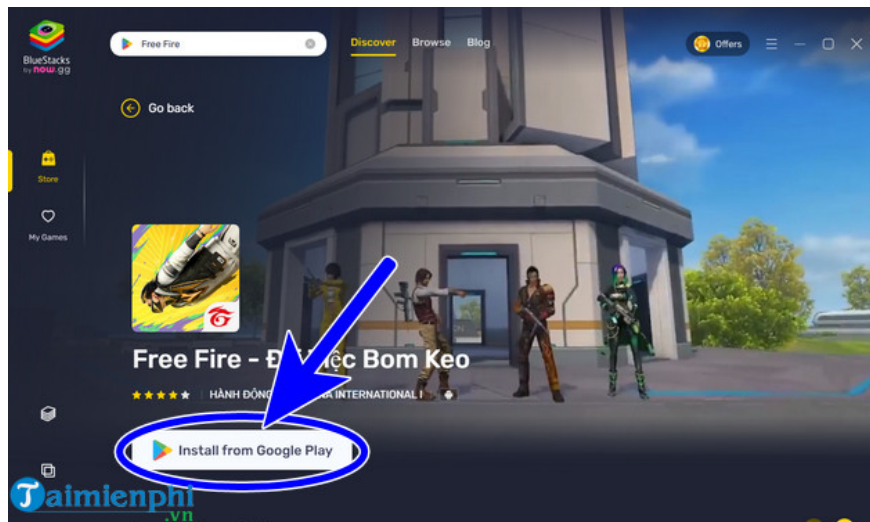 BlueStacks
by now.gg
Free Fire
Discover Browse Blog
Offers
Go back
Store
My Games
Free Fire - Bom Keo
HÀNH ĐỘNG INTERNATIONAL
Install from Google Play
Taimienphi
.vn